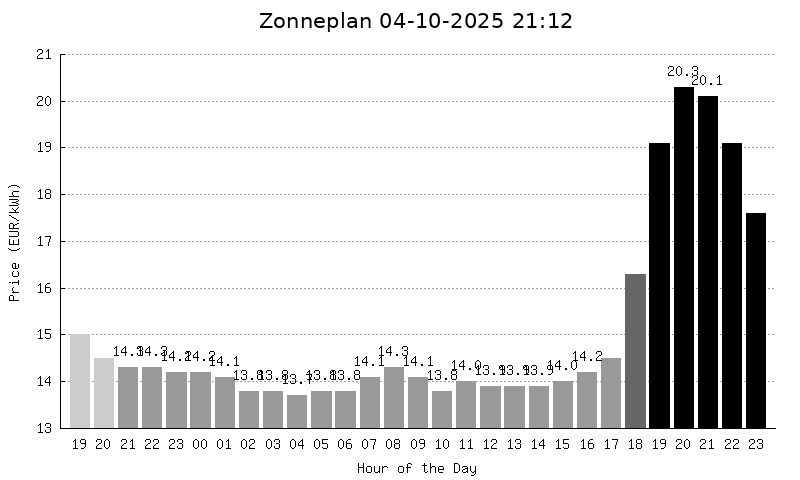 Zonneplan 04-10-2025 21:12
21
20
19
18
17
16
15
14
13
Price (EUR/kWh)
20.3
20.1
14.3 14.3 14.2 14.2 14.1 13.8 13.8 13.7 13.8 13.8 14.1 14.3 14.1 13.8 14.0 13.9 13.9 13.9 14.0 14.2
19 20 21 22 23 00 01 02 03 04 05 06 07 08 09 10 11 12 13 14 15 16 17 18 19 20 21 22 23
Hour of the Day